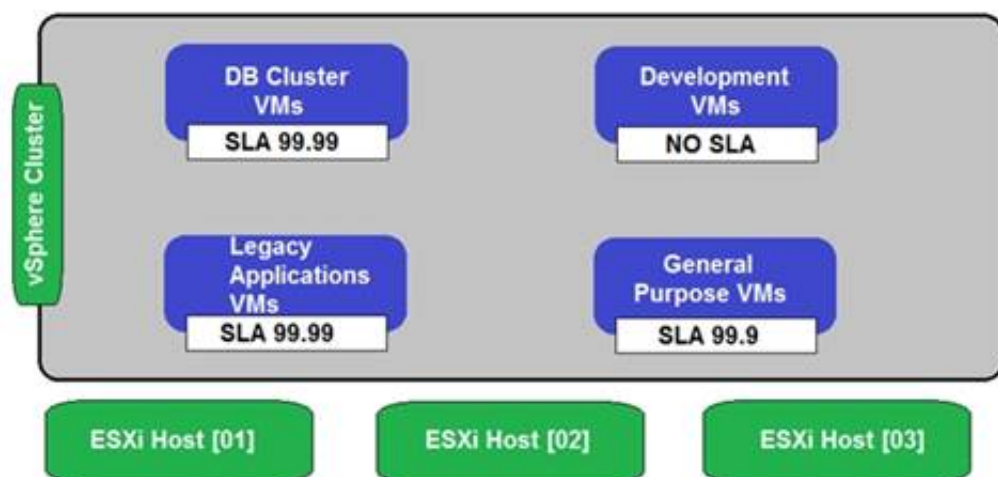 vSphere Cluster
DB Cluster
VMs
SLA 99.99
Development
VMs
NO SLA
Legacy
Applications
VMs
SLA 99.99
General
Purpose VMs
SLA 99.9
ESXi Host [01]
ESXi Host [02]
ESXi Host [03]